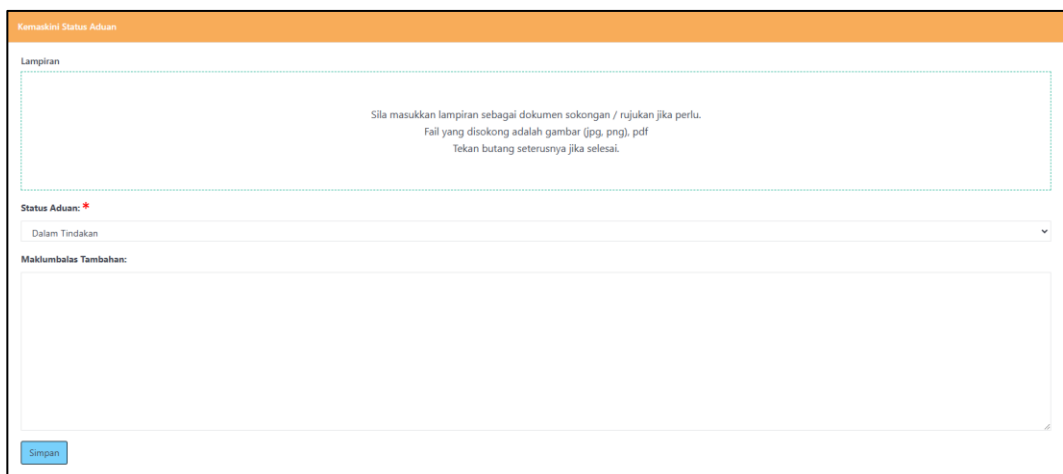 Kemaskini Status Aduan
Lampiran
Sila masukkan lampiran sebagai dokumen sokongan / rujukan jika perlu.
Fail yang disokong adalah gambar (jpg, png), pdf
Tekan butang seterusnya jika selesai.
Status Aduan: *
Dalam Tindakan
Maklumbalas Tambahan:
Simpan